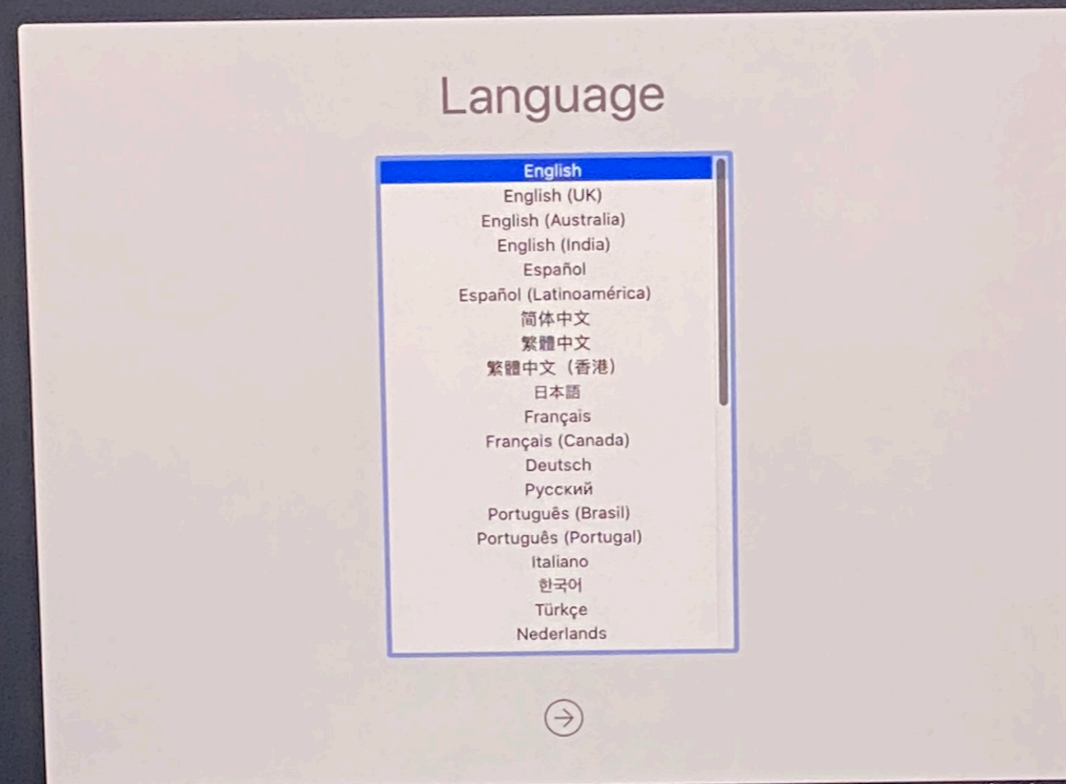 Language
English
English (UK)
English (Australia)
English (India)
Español
Español (Latinoamérica)
简体中文
繁體中文
繁體中文（香港）
日本語
Français
Français (Canada)
Deutsch
Русский
Português (Brasil)
Português (Portugal)
Italiano
한국어
Türkçe
Nederlands